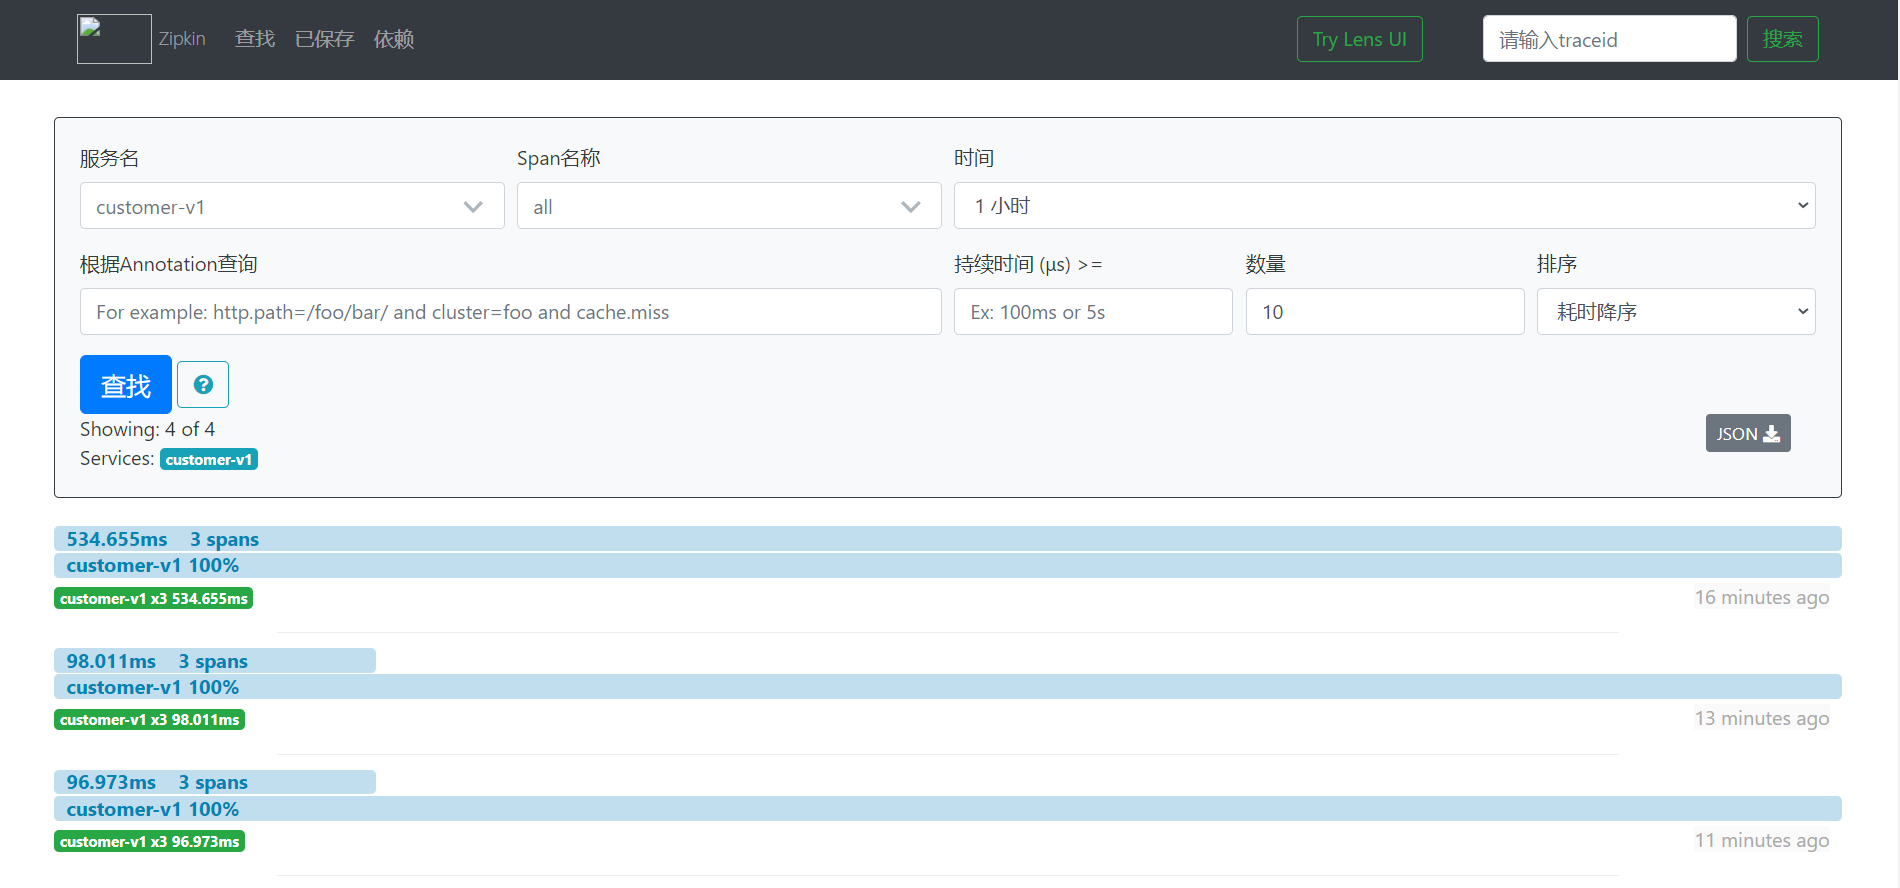 Zipkin 查找 已保存 依赖 Try Lens UI 请输入traceid 搜索
服务名 Span名称 时间
customer-v1 all 1 小时
根据Annotation查询 持续时间 (μs) >= 数量 排序
For example: http.path=/foo/bar/ and cluster=foo and cache.miss Ex: 100ms or 5s 10 耗时降序
查找
Showing: 4 of 4
JSON
Services: customer-v1
534.655ms 3 spans
customer-v1 100%
customer-v1 x3 534.655ms 16 minutes ago
98.011ms 3 spans
customer-v1 100%
customer-v1 x3 98.011ms 13 minutes ago
96.973ms 3 spans
customer-v1 100%
customer-v1 x3 96.973ms 11 minutes ago